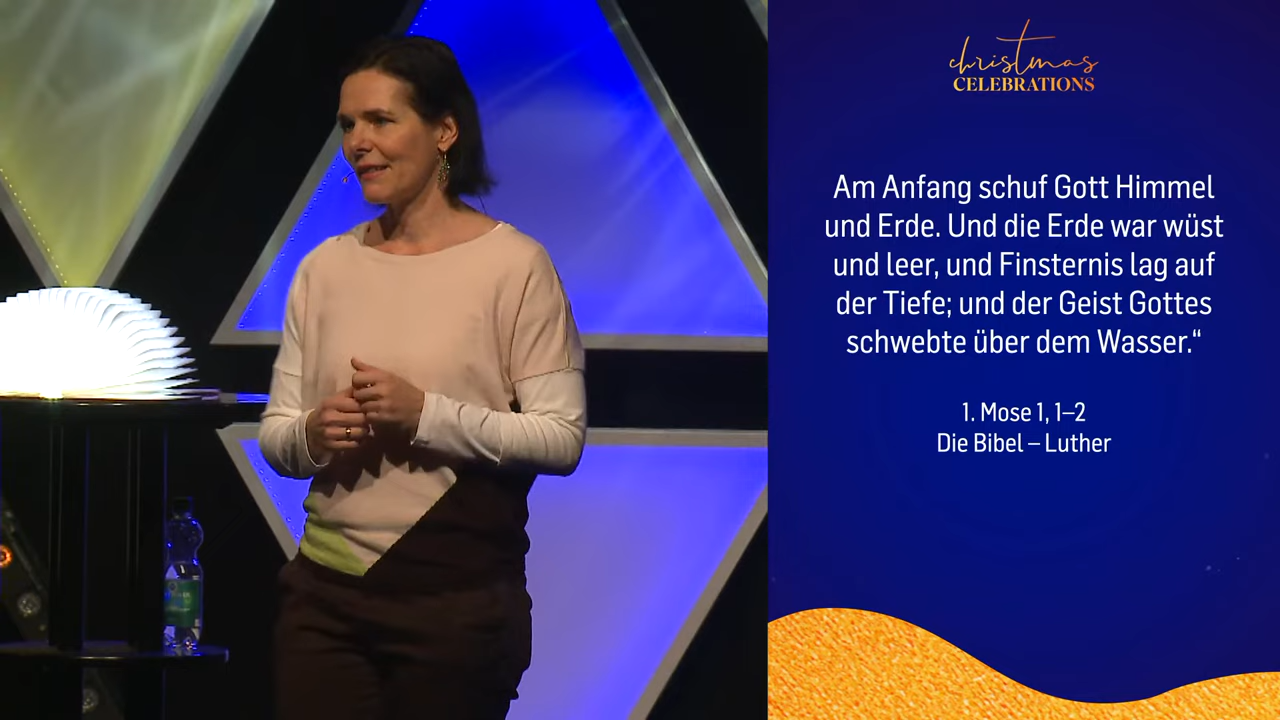 christmas
CELEBRATIONS
Am Anfang schuf Gott Himmel
und Erde. Und die Erde war wüst
und leer, und Finsternis lag auf
der Tiefe; und der Geist Gottes
schwebte über dem Wasser.“
1. Mose 1, 1–2
Die Bibel – Luther